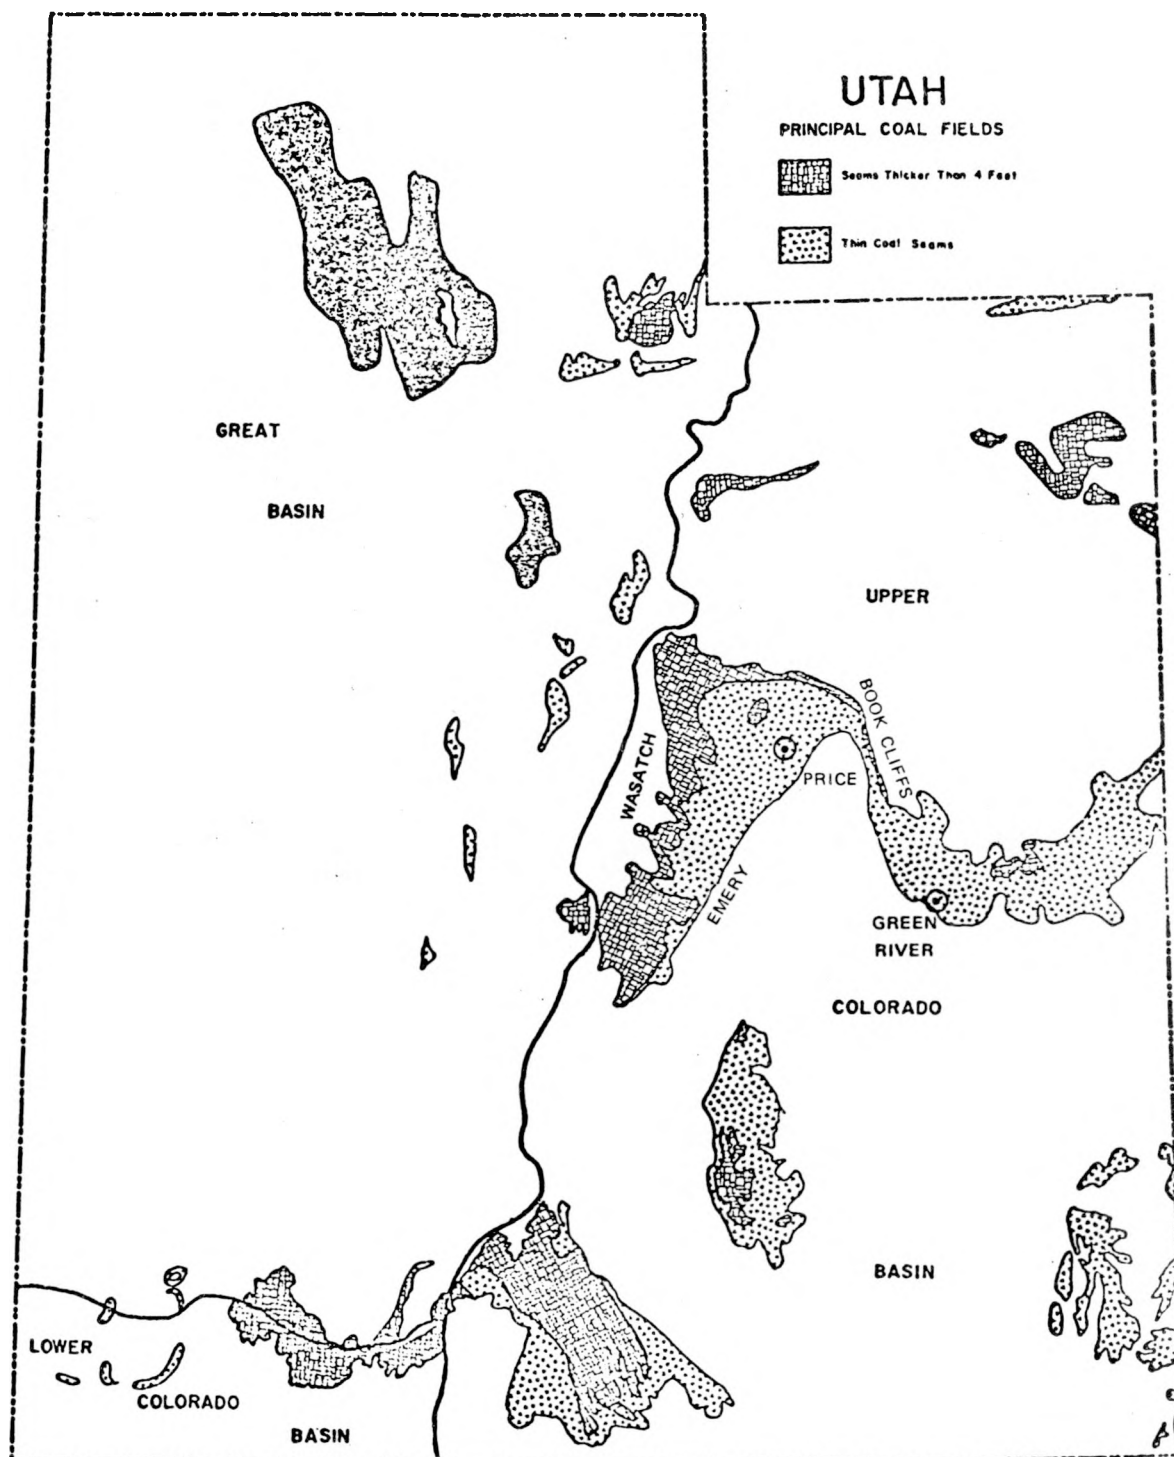 UTAH
PRINCIPAL COAL FIELDS
Seams Thicker Than 4 Feet
Thin Coal Seams
GREAT
BASIN
UPPER
BOOK CLIFFS
WASATCH
PRICE
EMERY
GREEN
RIVER
COLORADO
BASIN
LOWER
COLORADO
BASIN